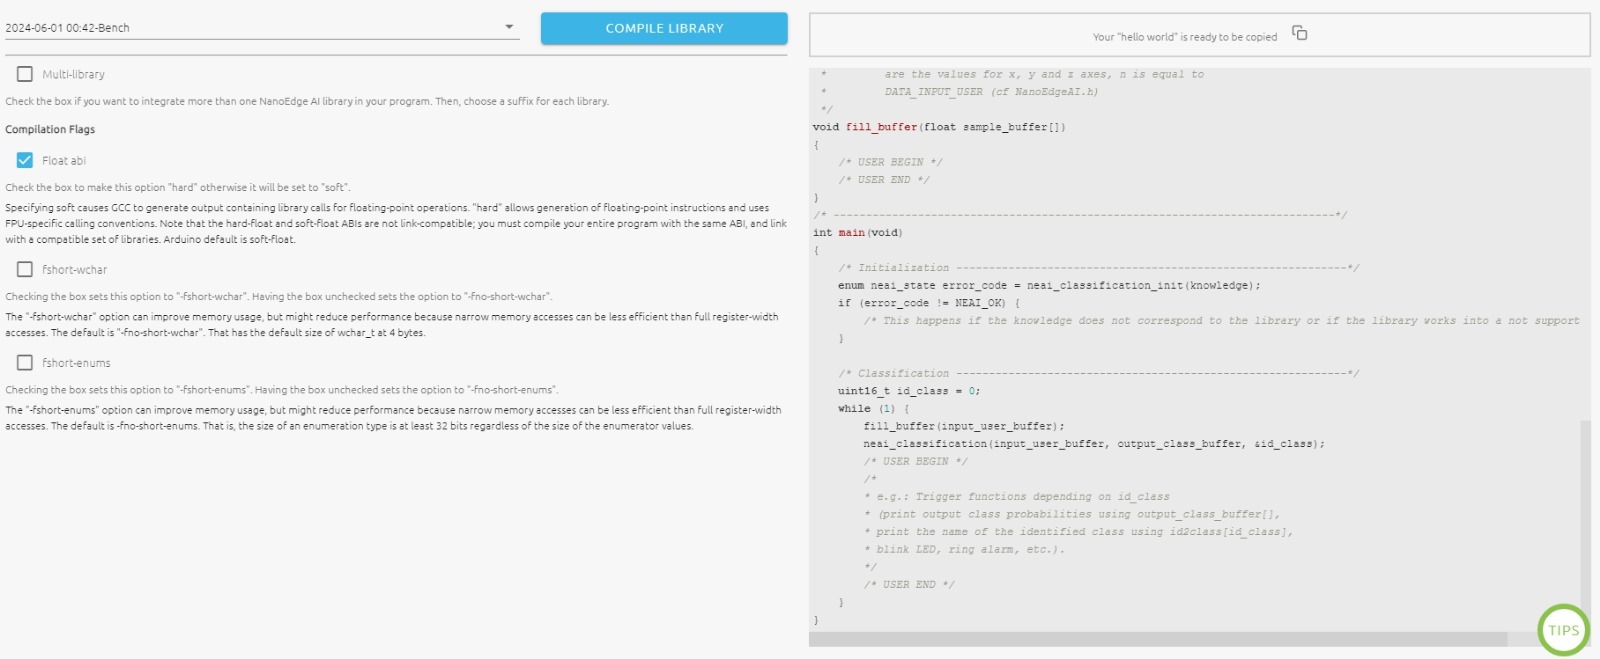 2024-06-01 00:42-Bench
COMPILE LIBRARY
Multi-library
Check the box if you want to integrate more than one NanoEdge AI library in your program. Then, choose a suffix for each library.
Compilation Flags
Float abi
Check the box to make this option "hard" otherwise it will be set to "soft".
Specifying soft causes GCC to generate output containing library calls for floating-point operations. "hard" allows generation of floating-point instructions and uses
FPU-specific calling conventions. Note that the hard-float and soft-float ABIs are not link-compatible; you must compile your entire program with the same ABI, and link
with a compatible set of libraries. Arduino default is soft-float.
fshort-wchar
Checking the box sets this option to "-fshort-wchar". Having the box unchecked sets the option to "-fno-short-wchar".
The "-fshort-wchar" option can improve memory usage, but might reduce performance because narrow memory accesses can be less efficient than full register-width
accesses. The default is "-fno-short-wchar". That has the default size of wchar_t at 4 bytes.
fshort-enums
Checking the box sets this option to "-fshort-enums". Having the box unchecked sets the option to "-fno-short-enums".
The "-fshort-enums" option can improve memory usage, but might reduce performance because narrow memory accesses can be less efficient than full register-width
accesses. The default is -fno-short-enums. That is, the size of an enumeration type is at least 32 bits regardless of the size of the enumerator values.
Your "hello world" is ready to be copied
* are the values for x, y and z axes, n is equal to
* DATA_INPUT_USER (cf NanoEdgeAI.h)
*/
void fill_buffer(float sample_buffer[])
{
/* USER BEGIN */
/* USER END */
}
/* -----------------------------------------------------------------------------*/
int main(void)
{
/* Initialization ------------------------------------------------------------*/
enum neai_state error_code = neai_classification_init(knowledge);
if (error_code != NEAI_OK) {
/* This happens if the knowledge does not correspond to the library or if the library works into a not support
}
/* Classification ------------------------------------------------------------*/
uint16_t id_class = 0;
while (1) {
fill_buffer(input_user_buffer);
neai_classification(input_user_buffer, output_class_buffer, &id_class);
/* USER BEGIN */
/*
* e.g.: Trigger functions depending on id_class
* (print output class probabilities using output_class_buffer[],
* print the name of the identified class using id2class[id_class],
* blink LED, ring alarm, etc.).
*/
/* USER END */
}
}
TIPS